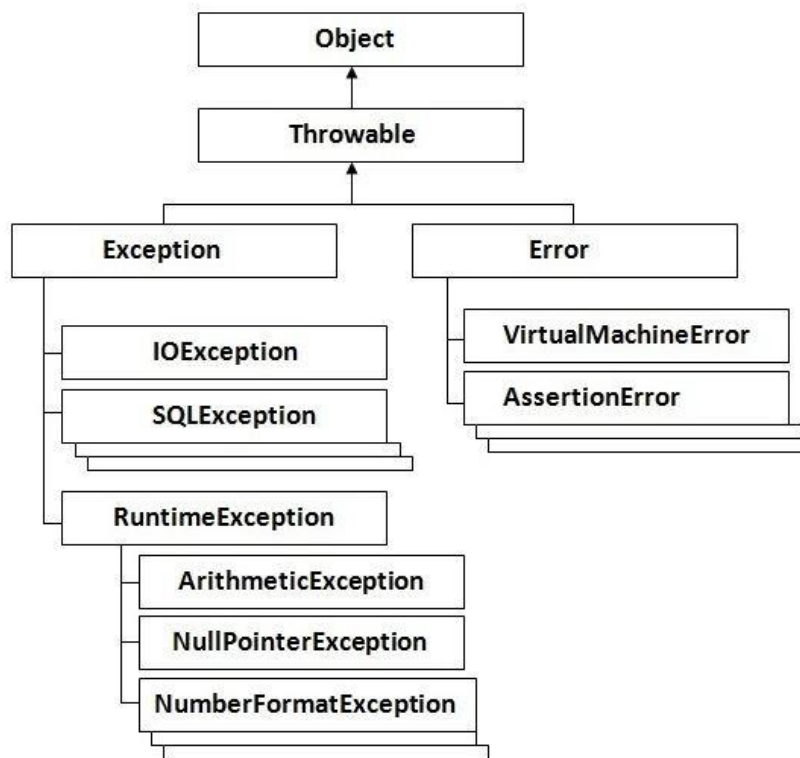 Object
Throwable
Exception
Error
IOException
SQLException
RuntimeException
ArithmeticException
NullPointerException
NumberFormatException
VirtualMachineError
AssertionError